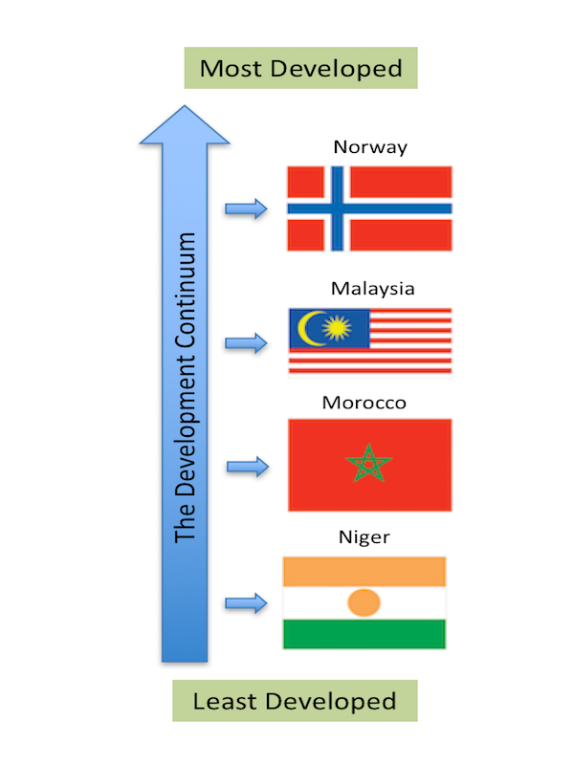 Most Developed
The Development Continuum
Norway
Malaysia
Morocco
Niger
Least Developed